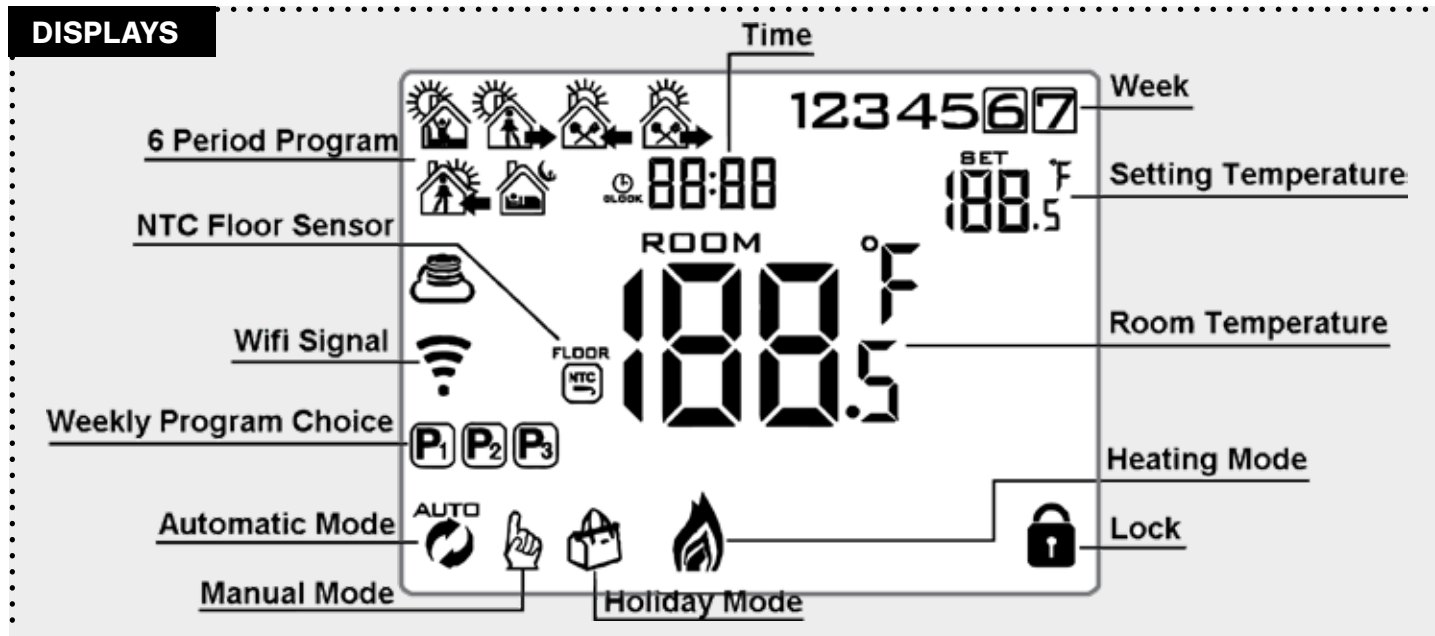 DISPLAYS
Time
Week
1234567
6 Period Program
SET
188.5 °F
Setting Temperature
CLOCK 88:88
NTC Floor Sensor
ROOM
188.5 °F
Room Temperature
Wifi Signal
FLOOR
NTC
Weekly Program Choice
P1 P2 P3
Heating Mode
AUTO
Automatic Mode
Lock
Manual Mode
Holiday Mode